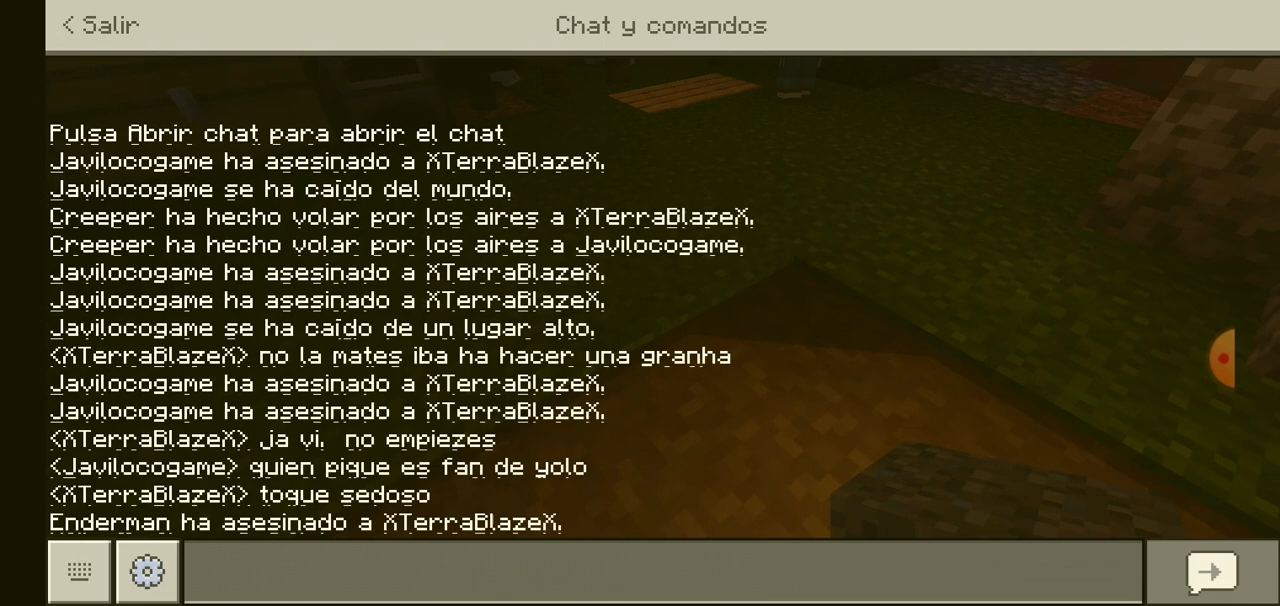 < Salir
Chat y comandos
Pulsa Abrir chat para abrir el chat
Javilocogame ha asesinado a XTerraBlazeX.
Javilocogame se ha caído del mundo.
Creeper ha hecho volar por los aires a XTerraBlazeX.
Creeper ha hecho volar por los aires a Javilocogame.
Javilocogame ha asesinado a XTerraBlazeX.
Javilocogame ha asesinado a XTerraBlazeX.
Javilocogame se ha caído de un lugar alto.
<XTerraBlazeX> no la mates iba ha hacer una granha
Javilocogame ha asesinado a XTerraBlazeX.
Javilocogame ha asesinado a XTerraBlazeX.
<XTerraBlazeX> ja vi.  no empiezes
<Javilocogame> quien pique es fan de yolo
<XTerraBlazeX> toque sedoso
Enderman ha asesinado a XTerraBlazeX.